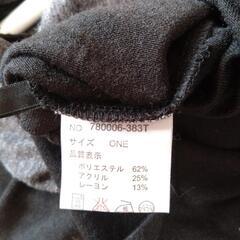 NO 780006-383T
サイズ ONE
品質表示
ポリエステル 62%
アクリル 25%
レーヨン 13%